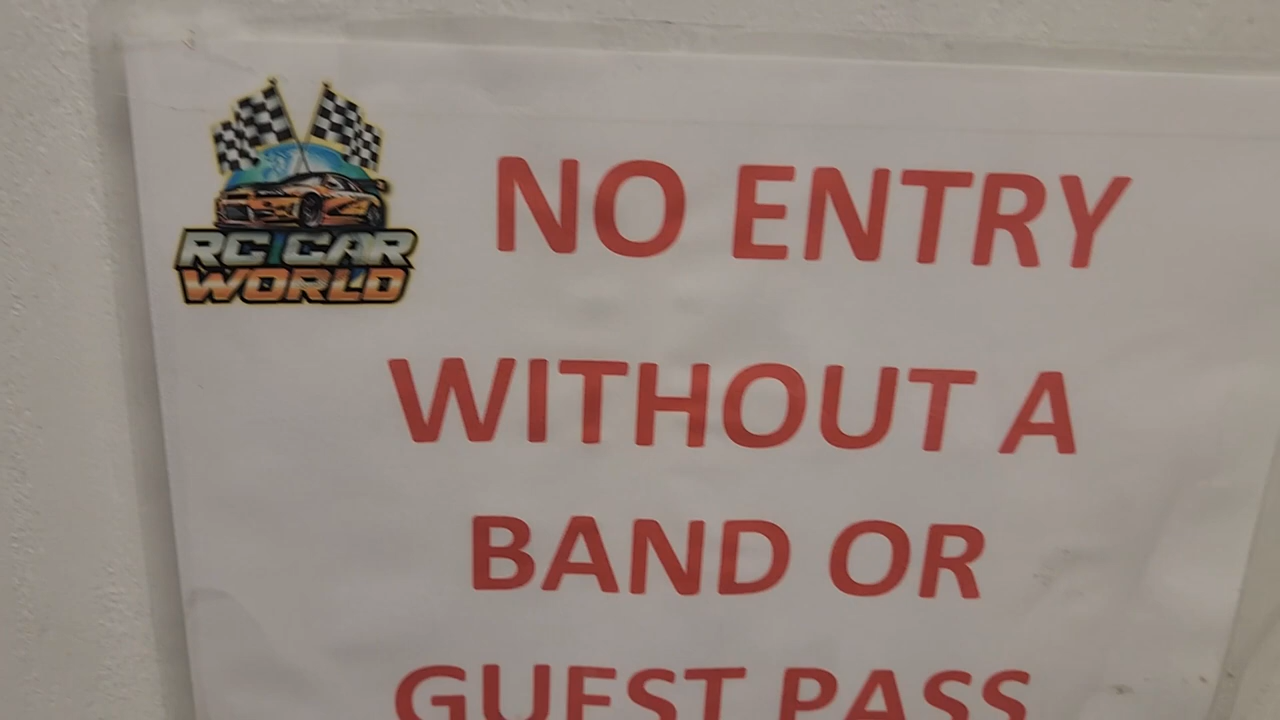 RC CAR
WORLD
NO ENTRY
WITHOUT A
BAND OR
GUEST PASS